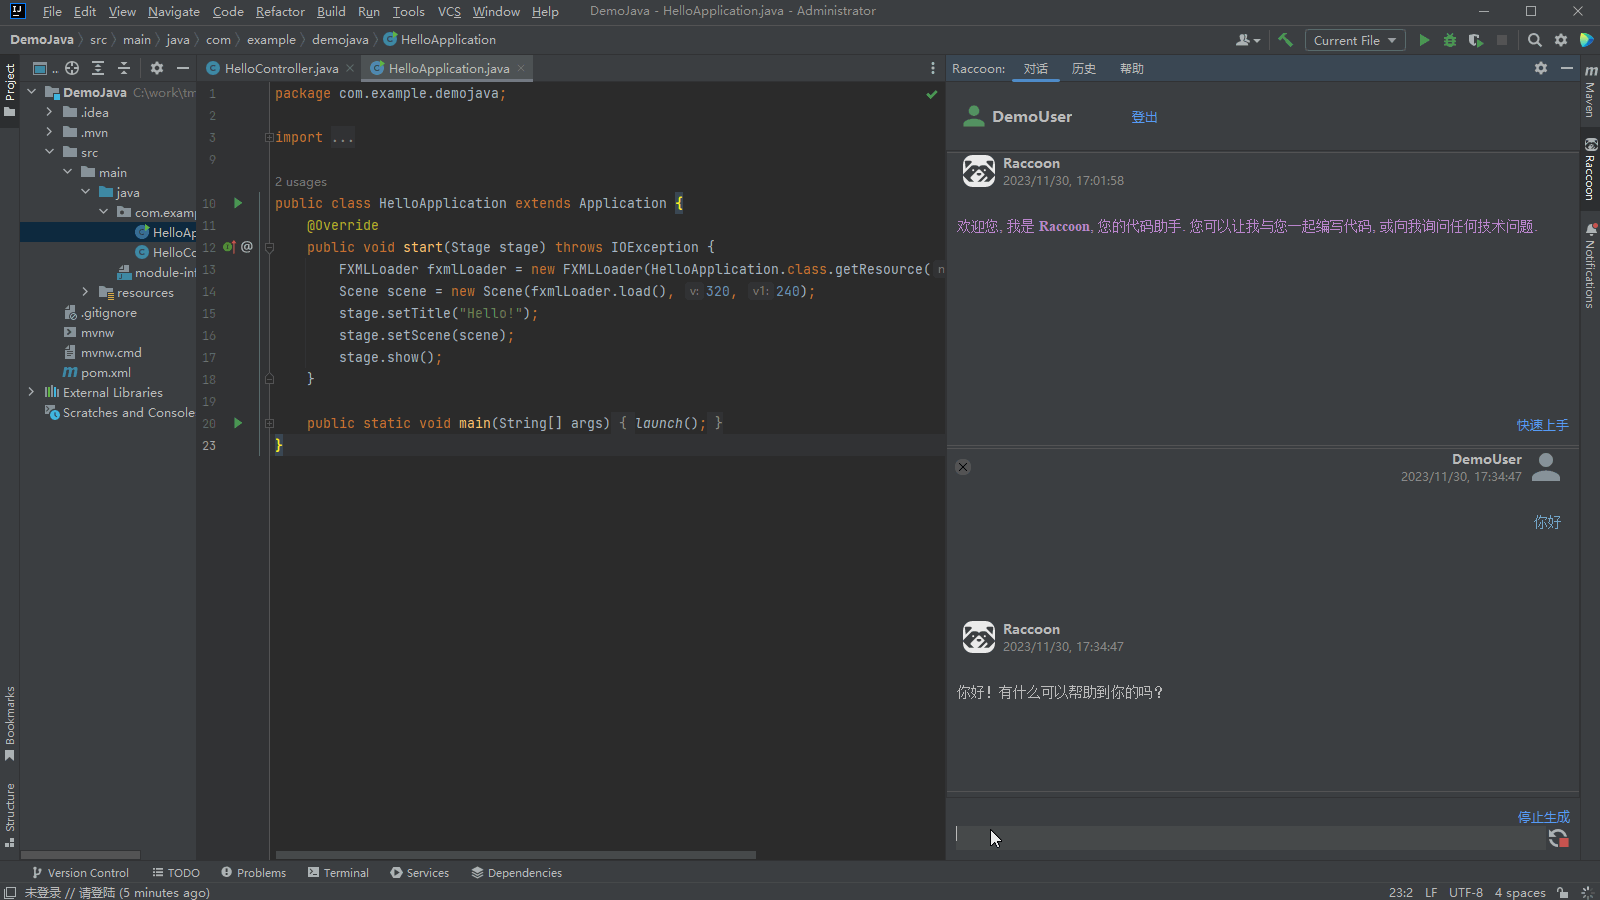 File Edit View Navigate Code Refactor Build Run Tools VCS Window Help DemoJava - HelloApplication.java - Administrator
DemoJava src main java com example demojava HelloApplication
Current File
Project
HelloController.java
HelloApplication.java
DemoJava C:\work\tm
.idea
.mvn
src
main
java
com.examp
HelloAp
HelloCo
module-inf
resources
.gitignore
mvnw
mvnw.cmd
pom.xml
External Libraries
Scratches and Console
Bookmarks
Structure
1 package com.example.demojava;
2
3 import ...
9
2 usages
10 public class HelloApplication extends Application {
11 @Override
12 public void start(Stage stage) throws IOException {
13 FXMLLoader fxmlLoader = new FXMLLoader(HelloApplication.class.getResource( n
14 Scene scene = new Scene(fxmlLoader.load(), v: 320, v1: 240);
15 stage.setTitle("Hello!");
16 stage.setScene(scene);
17 stage.show();
18 }
19
20 public static void main(String[] args) { launch(); }
23 }
Raccoon: 对话 历史 帮助
DemoUser 登出
Raccoon
2023/11/30, 17:01:58
欢迎您, 我是 Raccoon, 您的代码助手. 您可以让我与您一起编写代码, 或向我询问任何技术问题.
快速上手
DemoUser
2023/11/30, 17:34:47
你好
Raccoon
2023/11/30, 17:34:47
你好！有什么可以帮助到你的吗？
停止生成
Maven
Raccoon
Notifications
Version Control TODO Problems Terminal Services Dependencies
未登录 // 请登陆 (5 minutes ago) 23:2 LF UTF-8 4 spaces